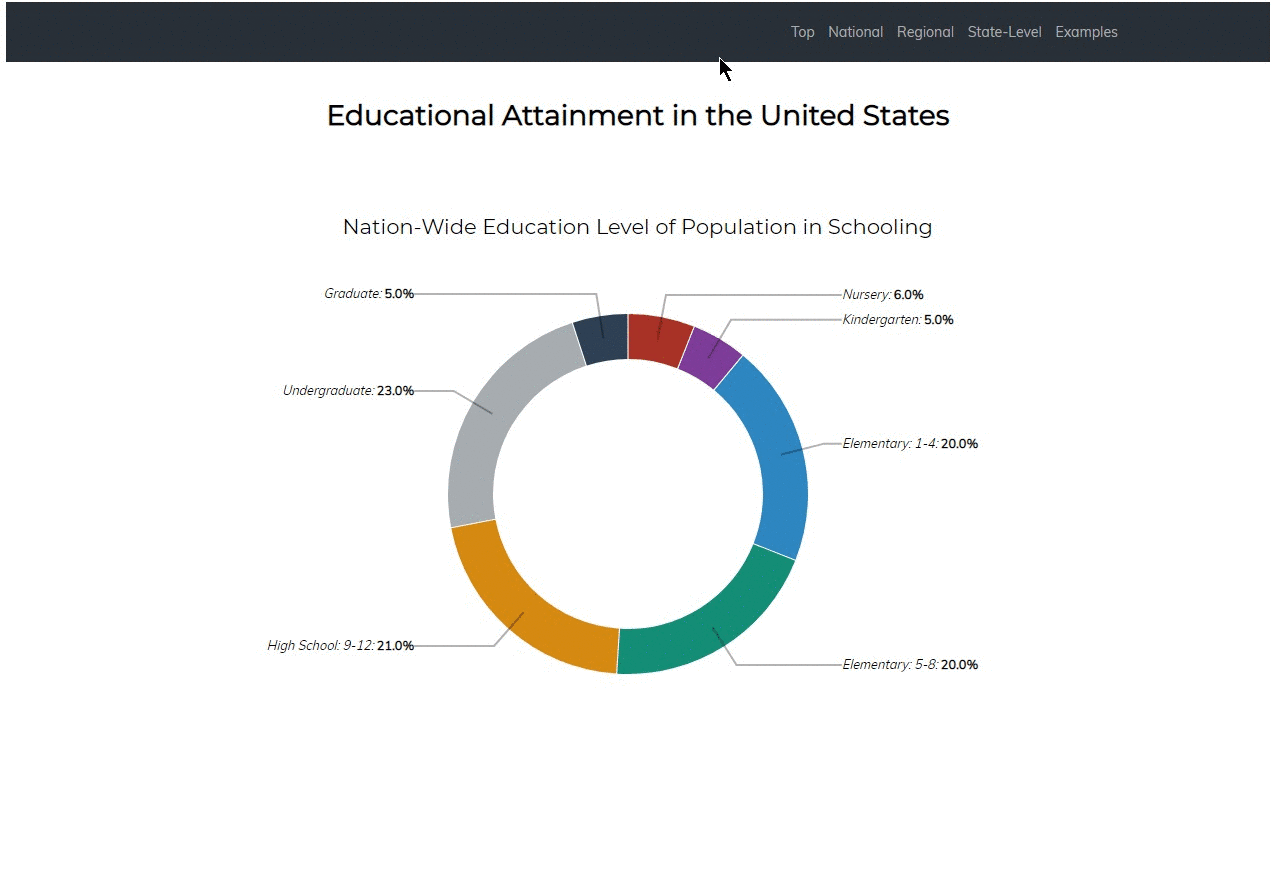 Top National Regional State-Level Examples
Educational Attainment in the United States
Nation-Wide Education Level of Population in Schooling
Graduate: 5.0%
Nursery: 6.0%
Kindergarten: 5.0%
Undergraduate: 23.0%
Elementary: 1-4: 20.0%
High School: 9-12: 21.0%
Elementary: 5-8: 20.0%